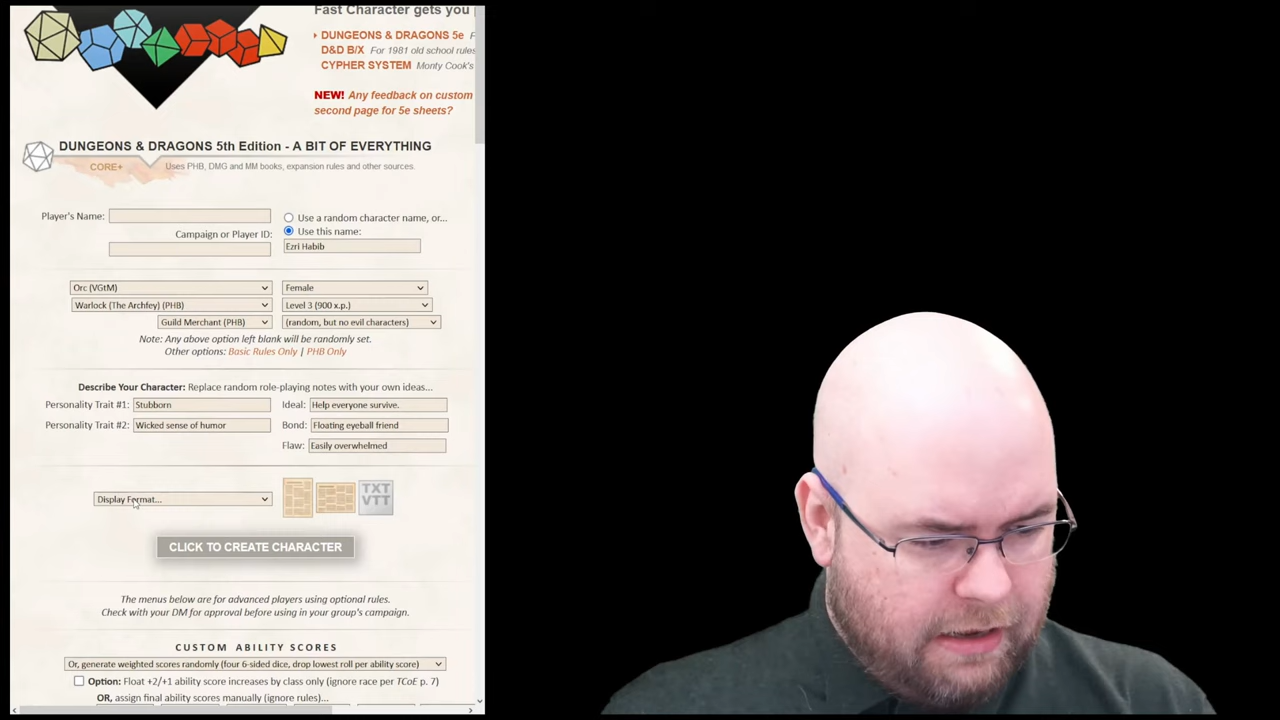 Fast Character gets you
DUNGEONS & DRAGONS 5e
D&D B/X For 1981 old school rules
CYPHER SYSTEM Monty Cook's
NEW! Any feedback on custom
second page for 5e sheets?
DUNGEONS & DRAGONS 5th Edition - A BIT OF EVERYTHING
CORE+ Uses PHB, DMG and MM books, expansion rules and other sources.
Player's Name: Use a random character name, or...
Campaign or Player ID: Use this name:
Ezri Habib
Orc (VGtM) Female
Warlock (The Archfey) (PHB) Level 3 (900 x.p.)
Guild Merchant (PHB) (random, but no evil characters)
Note: Any above option left blank will be randomly set.
Other options: Basic Rules Only | PHB Only
Describe Your Character: Replace random role-playing notes with your own ideas...
Personality Trait #1: Stubborn Ideal: Help everyone survive.
Personality Trait #2: Wicked sense of humor Bond: Floating eyeball friend
Flaw: Easily overwhelmed
Display Format... TXT
VTT
CLICK TO CREATE CHARACTER
The menus below are for advanced players using optional rules.
Check with your DM for approval before using in your group's campaign.
CUSTOM ABILITY SCORES
Or, generate weighted scores randomly (four 6-sided dice, drop lowest roll per ability score)
Option: Float +2/+1 ability score increases by class only (ignore race per TCoE p. 7)
OR, assign final ability scores manually (ignore rules)...